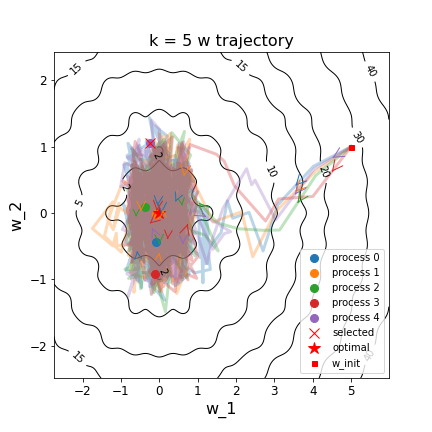 k = 5 w trajectory
w_2
2
1
0
−1
−2
15
15
40
30
20
10
5
2
2
2
15
process 0
process 1
process 2
process 3
process 4
selected
optimal
w_init
−2
−1
0
1
2
3
4
5
w_1